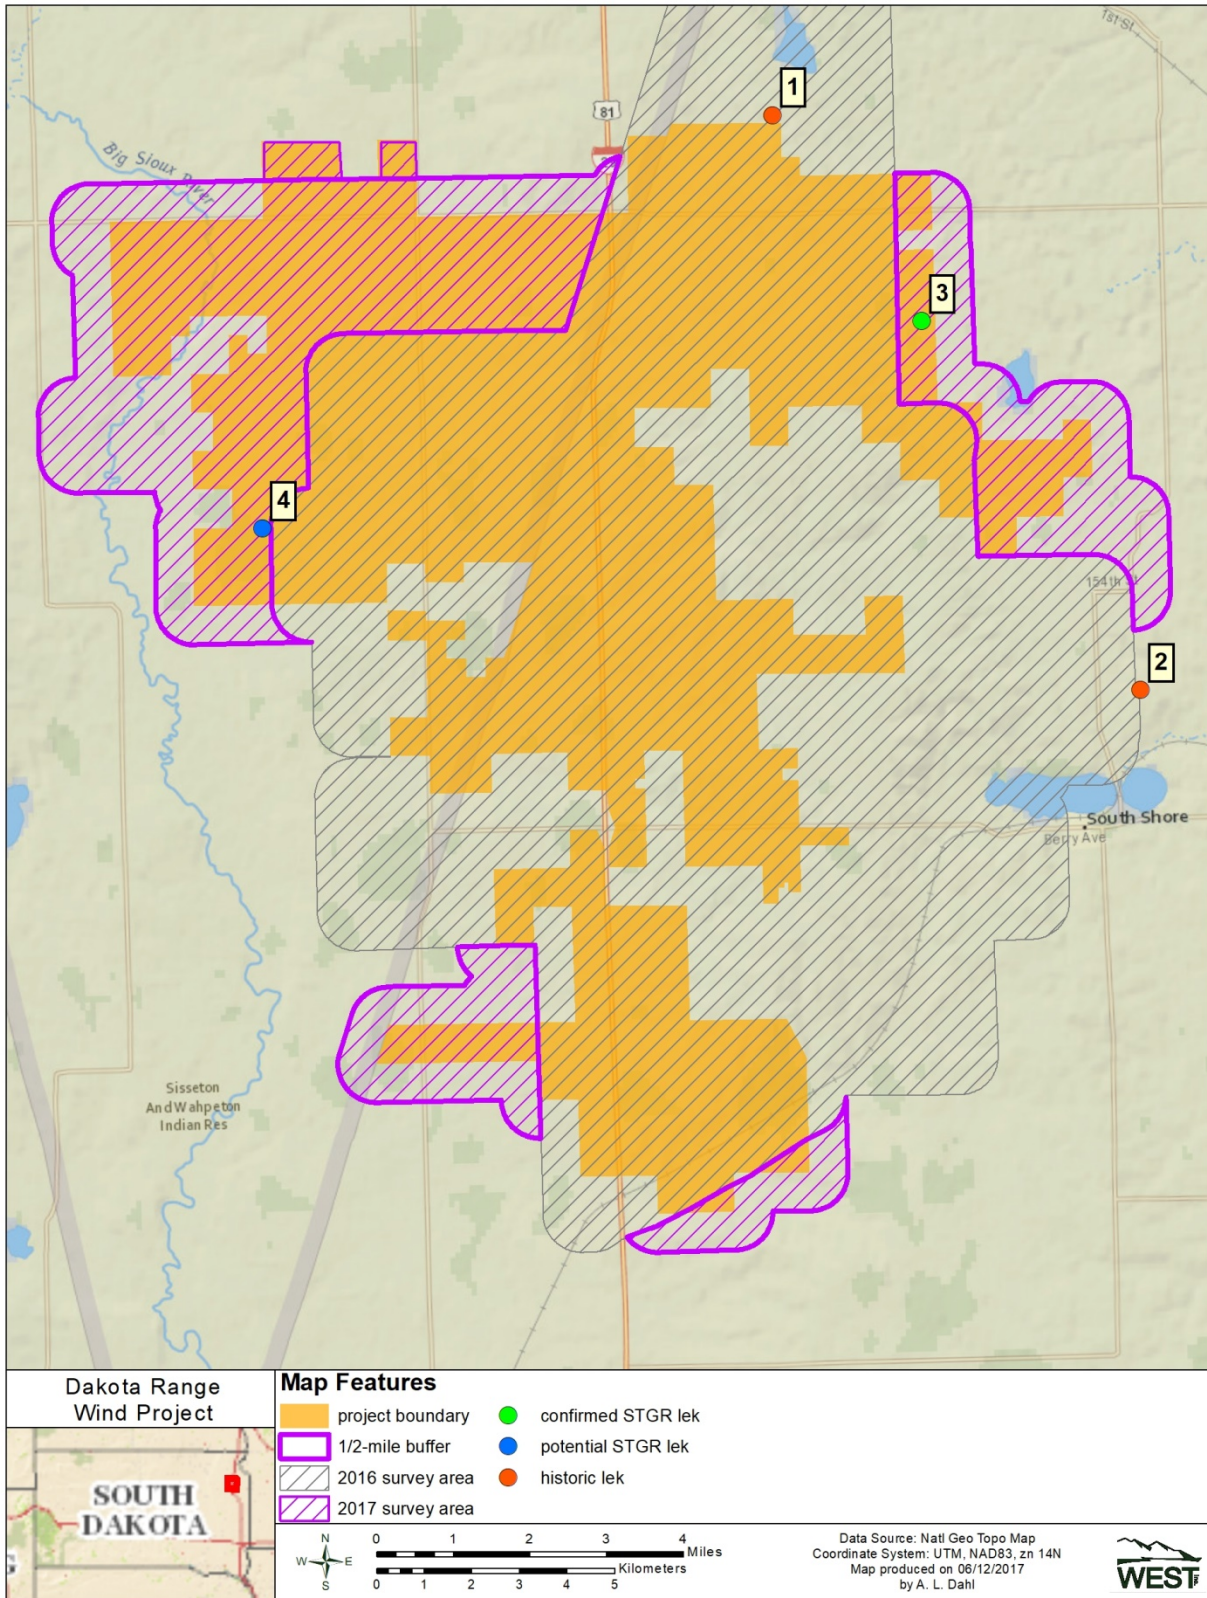 1st St
1
81
Big Sioux River
3
4
154th St
2
South Shore
Berry Ave
Sisseton
And Wahpeton
Indian Res
Dakota Range
Wind Project
SOUTH
DAKOTA
Map Features
project boundary
1/2-mile buffer
2016 survey area
2017 survey area
confirmed STGR lek
potential STGR lek
historic lek
N
W E
S
0 1 2 3 4
Miles
Kilometers
0 1 2 3 4 5
Data Source: Natl Geo Topo Map
Coordinate System: UTM, NAD83, zn 14N
Map produced on 06/12/2017
by A. L. Dahl
WEST